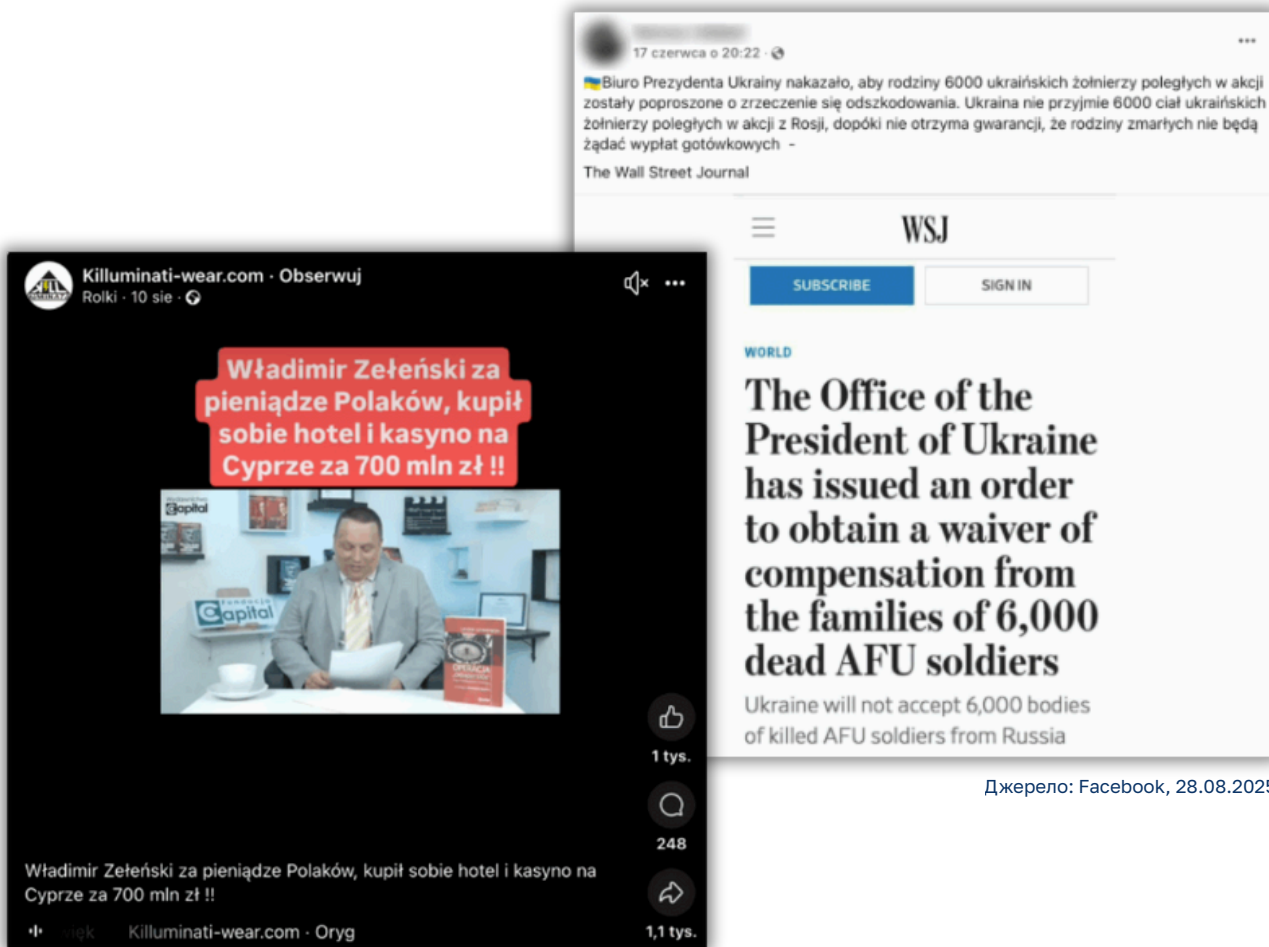 17 czerwca o 20:22 ·
Biuro Prezydenta Ukrainy nakazało, aby rodziny 6000 ukraińskich żołnierzy poległych w akcji
zostały poproszone o zrzeczenie się odszkodowania. Ukraina nie przyjmie 6000 ciał ukraińskich
żołnierzy poległych w akcji z Rosji, dopóki nie otrzyma gwarancji, że rodziny zmarłych nie będą
żądać wypłat gotówkowych -
The Wall Street Journal
WSJ
SUBSCRIBE
SIGN IN
WORLD
The Office of the
President of Ukraine
has issued an order
to obtain a waiver of
compensation from
the families of 6,000
dead AFU soldiers
Ukraine will not accept 6,000 bodies
of killed AFU soldiers from Russia
Джерело: Facebook, 28.08.2025
Killuminati-wear.com · Obserwuj
Rolki · 10 sie ·
Władimir Zełeński za
pieniądze Polaków, kupił
sobie hotel i kasyno na
Cyprze za 700 mln zł !!
Capital
Fundacja
Capital
OPERACJA
1 tys.
248
1,1 tys.
Władimir Zełeński za pieniądze Polaków, kupił sobie hotel i kasyno na
Cyprze za 700 mln zł !!
Killuminati-wear.com · Oryg